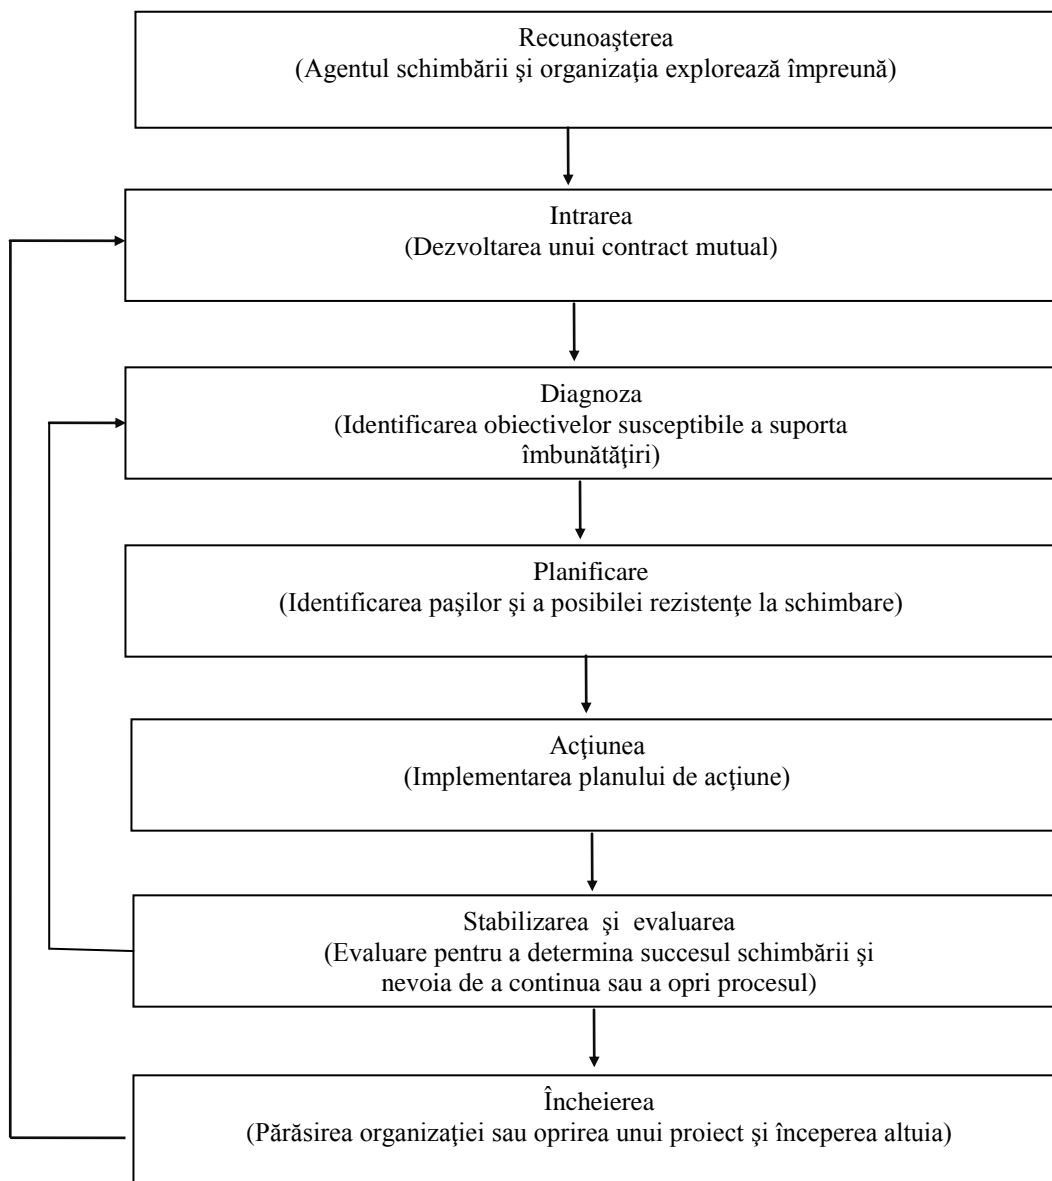 Recunoaşterea
(Agentul schimbării şi organizaţia explorează împreună)
Intrarea
(Dezvoltarea unui contract mutual)
Diagnoza
(Identificarea obiectivelor susceptibile a suporta
îmbunătăţiri)
Planificare
(Identificarea paşilor şi a posibilei rezistenţe la schimbare)
Acţiunea
(Implementarea planului de acţiune)
Stabilizarea şi evaluarea
(Evaluare pentru a determina succesul schimbării şi
nevoia de a continua sau a opri procesul)
Încheierea
(Părăsirea organizaţiei sau oprirea unui proiect şi începerea altuia)